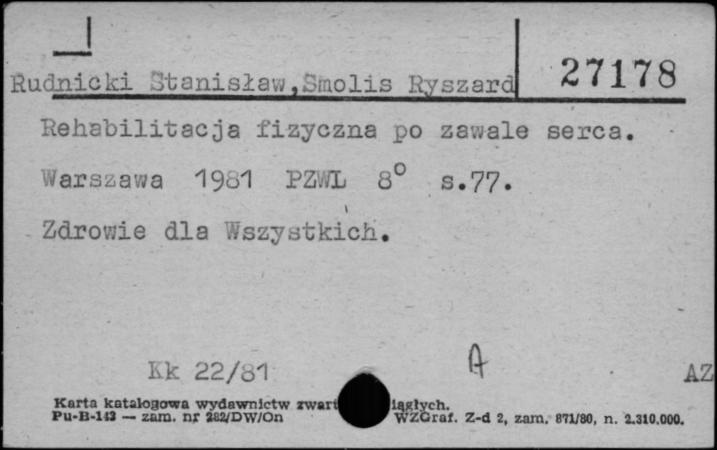 27178
Rudnicki Stanisław, Smolis Ryszard
Rehabilitacja fizyczna po zawale serca.
Warszawa 1981 PZWL 8° s.77.
Zdrowie dla Wszystkich.
Kk 22/81 A AZ
Karta katalogowa wydawnictw zwart iągłych.
Pu-B-143 — zam. nr 282/DW/On WZGraf. Z-d 2, zam. 871/80, n. 2.310.000.